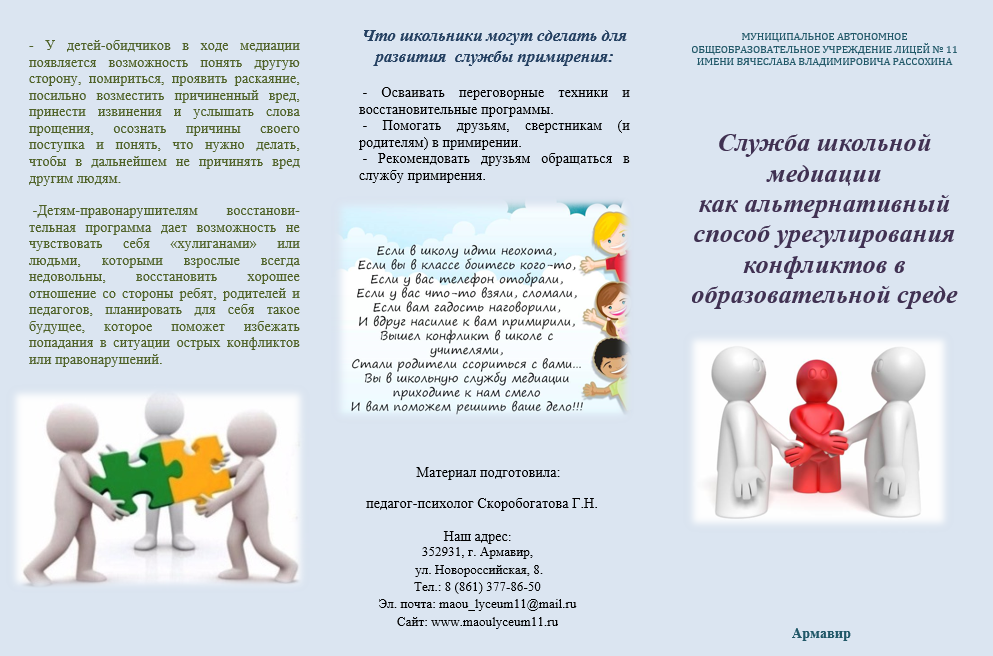 - У детей-обидчиков в ходе медиации
появляется возможность понять другую
сторону, помириться, проявить раскаяние,
посильно возместить причиненный вред,
принести извинения и услышать слова
прощения, осознать причины своего
поступка и понять, что нужно делать,
чтобы в дальнейшем не причинять вред
другим людям.
-Детям-правонарушителям восстанови-
тельная программа дает возможность не
чувствовать себя «хулиганами» или
людьми, которыми взрослые всегда
недовольны, восстановить хорошее
отношение со стороны ребят, родителей и
педагогов, планировать для себя такое
будущее, которое поможет избежать
попадания в ситуации острых конфликтов
или правонарушений.
Что школьники могут сделать для
развития службы примирения:
- Осваивать переговорные техники и
восстановительные программы.
- Помогать друзьям, сверстникам (и
родителям) в примирении.
- Рекомендовать друзьям обращаться в
службу примирения.
Если в школу идти неохота,
Если вы в классе боитесь кого-то,
Если у вас телефон отобрали,
Если у вас что-то взяли, сломали,
Если вам гадость наговорили,
И вдруг насилие к вам примирили,
Вышел конфликт в школе с
учителями,
Стали родители ссориться с вами...
Вы в школьную службу медиации
приходите к нам смело
И вам поможем решить ваше дело!!!
Материал подготовила:
педагог-психолог Скоробогатова Г.Н.
Наш адрес:
352931, г. Армавир,
ул. Новороссийская, 8.
Тел.: 8 (861) 377-86-50
Эл. почта: maou_lyceum11@mail.ru
Сайт: www.maoulyceum11.ru
МУНИЦИПАЛЬНОЕ АВТОНОМНОЕ
ОБЩЕОБРАЗОВАТЕЛЬНОЕ УЧРЕЖДЕНИЕ ЛИЦЕЙ № 11
ИМЕНИ ВЯЧЕСЛАВА ВЛАДИМИРОВИЧА РАССОХИНА
Служба школьной
медиации
как альтернативный
способ урегулирования
конфликтов в
образовательной среде
Армавир